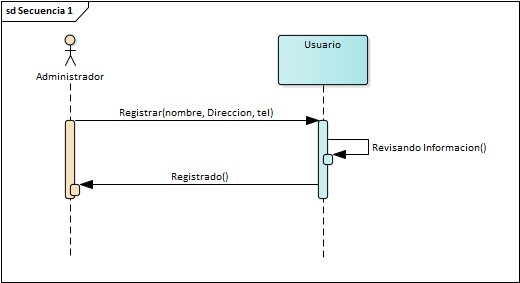 sd Secuencia 1
Usuario
Administrador
Registrar(nombre, Direccion, tel)
Revisando Informacion()
Registrado()